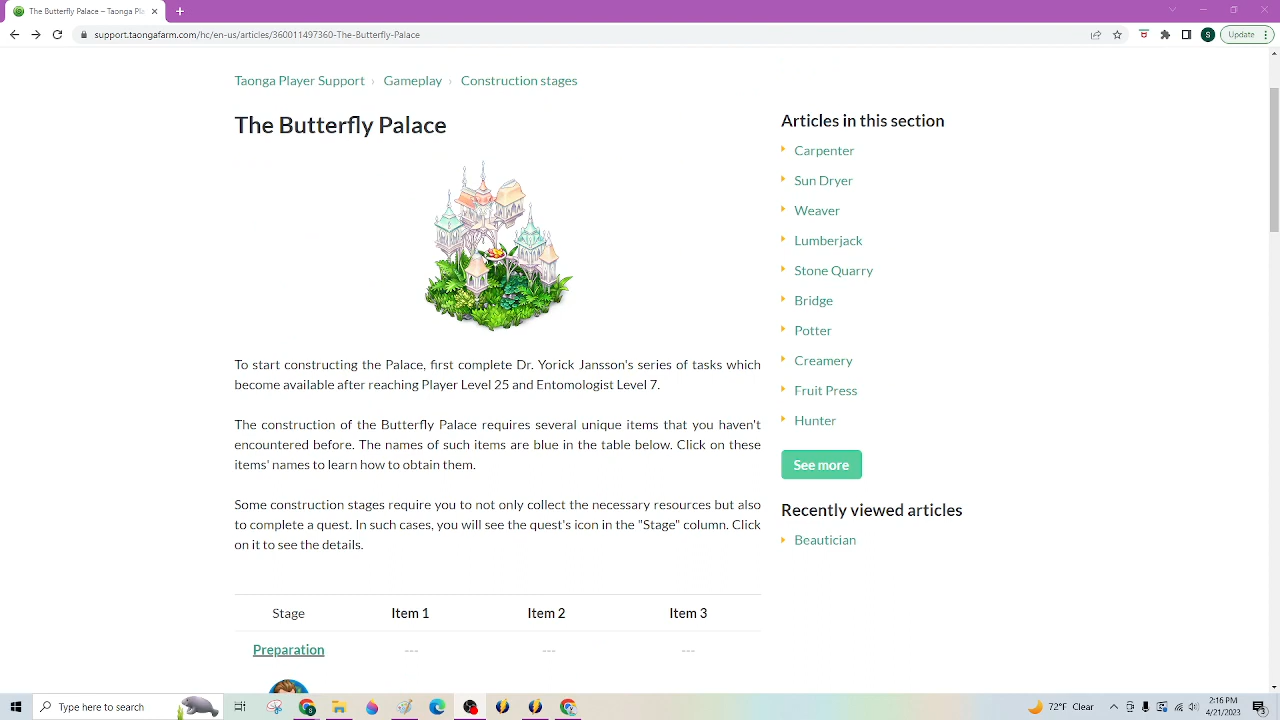 The Butterfly Palace – Taonga Pla
support.taongafarm.com/hc/en-us/articles/360011497360-The-Butterfly-Palace
S
Update
Taonga Player Support › Gameplay › Construction stages
The Butterfly Palace
To start constructing the Palace, first complete Dr. Yorick Jansson's series of tasks which
become available after reaching Player Level 25 and Entomologist Level 7.
The construction of the Butterfly Palace requires several unique items that you haven't
encountered before. The names of such items are blue in the table below. Click on these
items' names to learn how to obtain them.
Some construction stages require you to not only collect the necessary resources but also
to complete a quest. In such cases, you will see the quest's icon in the "Stage" column. Click
on it to see the details.
Stage Item 1 Item 2 Item 3
Preparation --- --- ---
Articles in this section
Carpenter
Sun Dryer
Weaver
Lumberjack
Stone Quarry
Bridge
Potter
Creamery
Fruit Press
Hunter
See more
Recently viewed articles
Beautician
Type here to search
72°F Clear
2:16 PM
4/21/2023